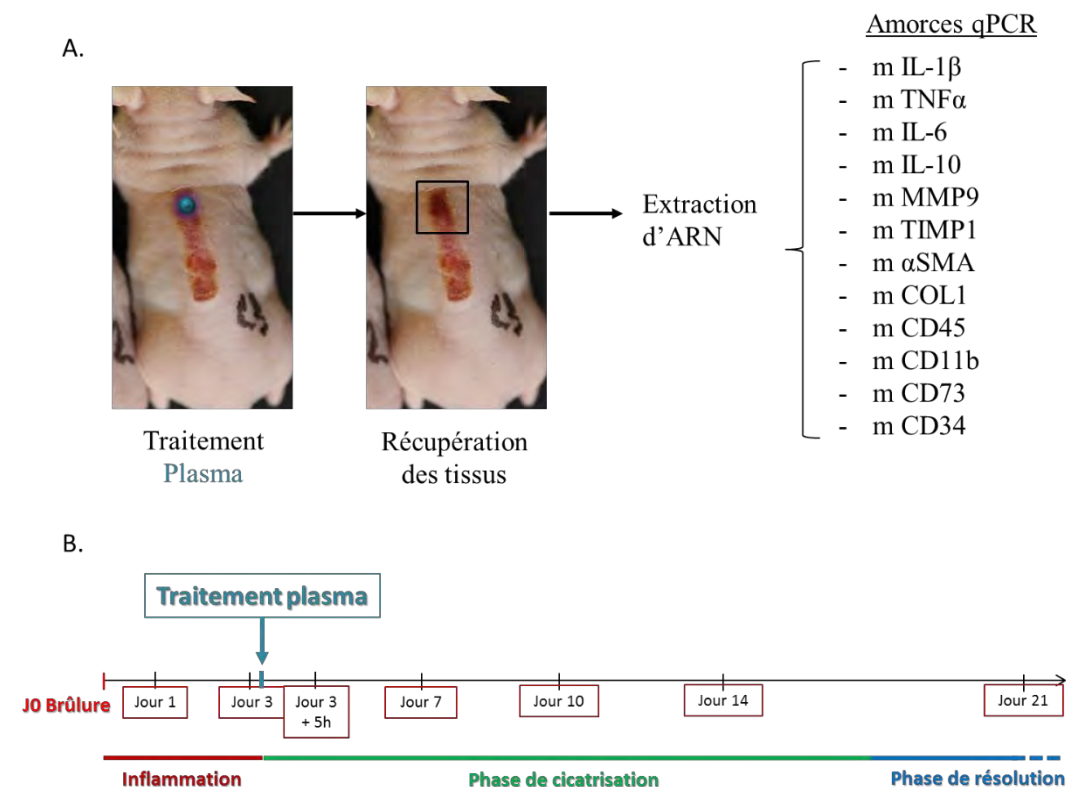 A.
Amorces qPCR
- m IL-1β
- m TNFα
- m IL-6
- m IL-10
- m MMP9
- m TIMP1
- m αSMA
- m COL1
- m CD45
- m CD11b
- m CD73
- m CD34
Extraction
d'ARN
Traitement
Plasma
Récupération
des tissus
B.
Traitement plasma
J0 Brûlure
Jour 1
Jour 3
Jour 3
+ 5h
Jour 7
Jour 10
Jour 14
Jour 21
Inflammation
Phase de cicatrisation
Phase de résolution